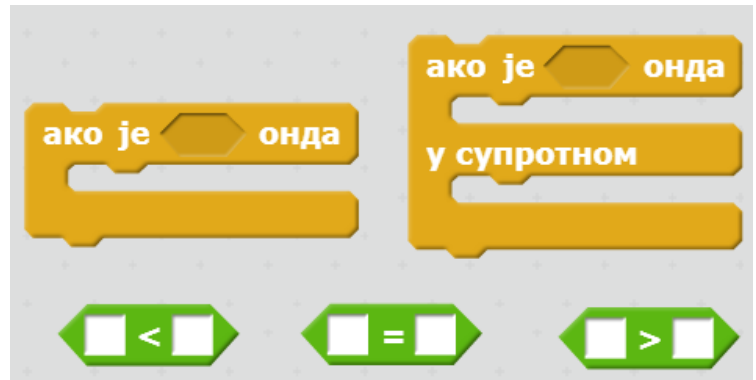 ако је онда
ако је онда
у супротном
<
=
>